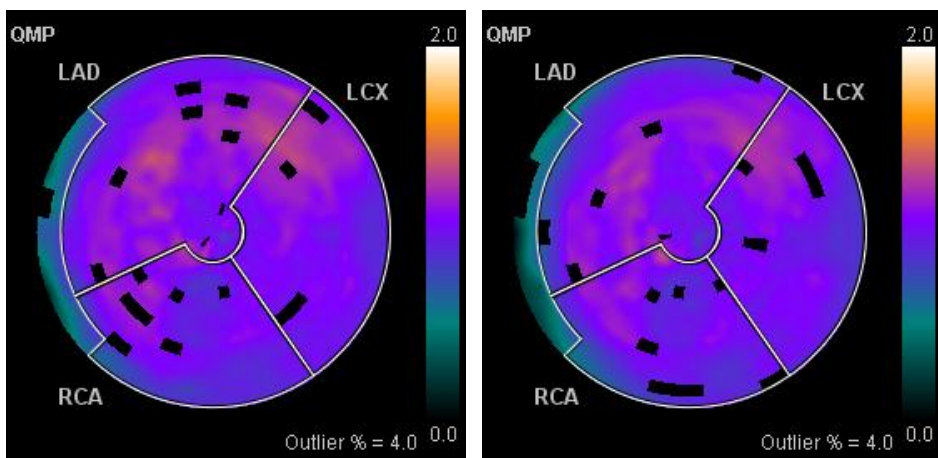 QMP
2.0
LAD
LCX
RCA
Outlier % = 4.0
0.0
QMP
2.0
LAD
LCX
RCA
Outlier % = 4.0
0.0